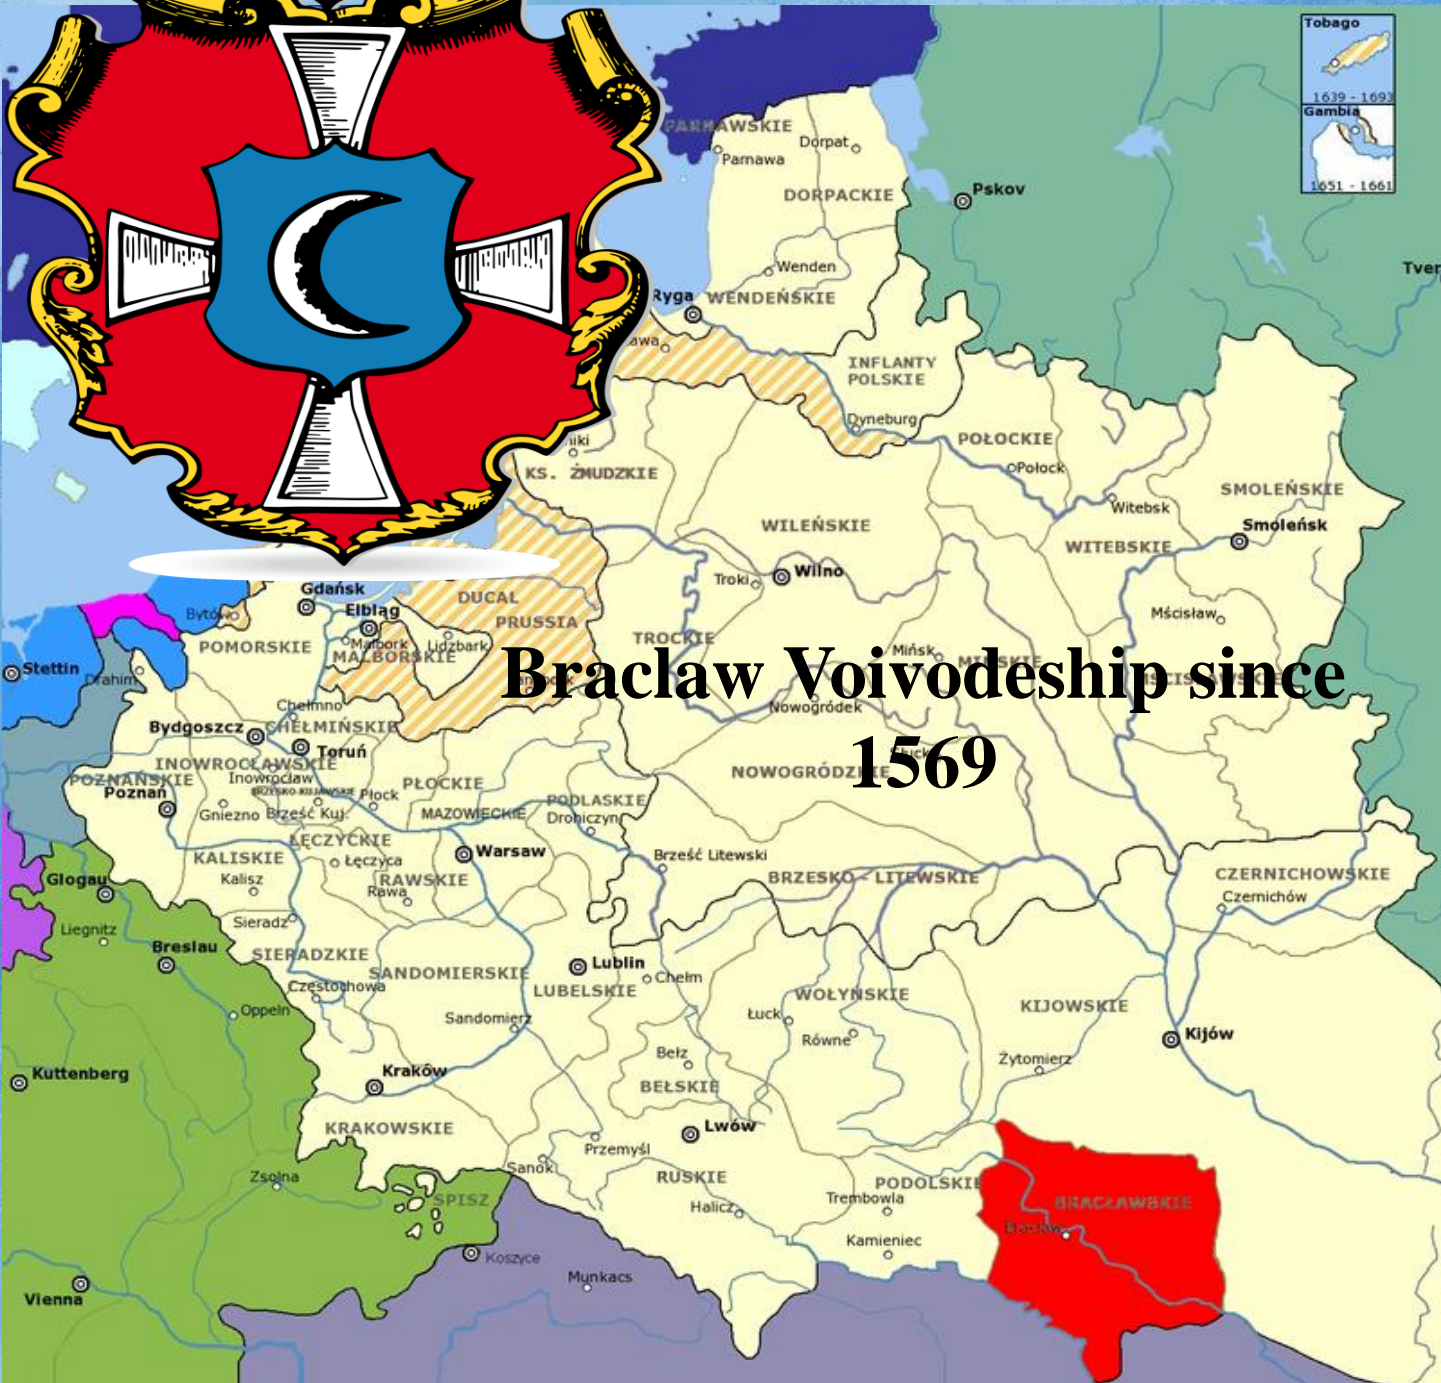 Tobago
1639 - 1693
Gambia
1651 - 1661
PARNAWSKIE
Dorpat
Parnawa
DORPACKIE
Pskov
Wenden
Tver
Ryga
WENDEŃSKIE
INFLANTY
POLSKIE
Dyneburg
POŁOCKIE
Połock
KS. ŻMUDZKIE
SMOLEŃSKIE
Witebsk
WILEŃSKIE
Smoleńsk
WITEBSKIE
Wilno
Troki
Gdańsk
DUCAL
PRUSSIA
Elbląg
Bytów
Mścisław
POMORSKIE
Malbork
Lidzbark
MALBORSKIE
TROCKIE
Mińsk
MIŃSKIE
Stettin
Drahim
Braclaw Voivodeship since
1569
Chełmno
Nowogródek
Bydgoszcz
CHEŁMIŃSKIE
Toruń
Słuck
INOWROCŁAWSKIE
Inowrocław
POZNAŃSKIE
Poznań
BRZESKO-KUJAWSKIE
Płock
PŁOCKIE
NOWOGRÓDZKIE
Gniezno
Brześć Kuj.
MAZOWIECKIE
PODLASKIE
Drohiczyn
ŁĘCZYCKIE
Łęczyca
Warsaw
Brześć Litewski
KALISKIE
Kalisz
RAWSKIE
Rawa
BRZESKO - LITEWSKIE
CZERNICHOWSKIE
Czernichów
Glogau
Liegnitz
Sieradz
Breslau
SIERADZKIE
SANDOMIERSKIE
Lublin
LUBELSKIE
Chełm
Częstochowa
WOŁYŃSKIE
KIJOWSKIE
Oppeln
Sandomierz
Łuck
Równe
Kijów
Kuttenberg
Kraków
Bełz
BEŁSKIE
Żytomierz
KRAKOWSKIE
Lwów
Przemyśl
Sanok
Zsolna
SPISZ
RUSKIE
PODOLSKIE
Trembowla
Halicz
BRACŁAWSKIE
Kamieniec
Koszyce
Munkacs
Vienna